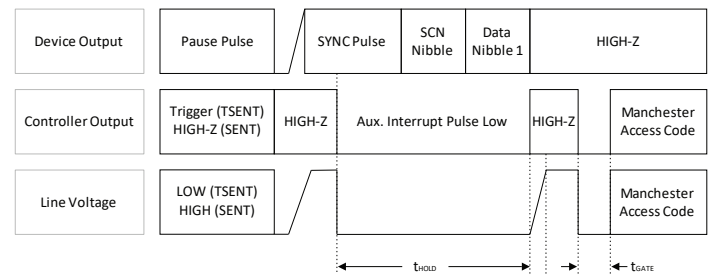 Device Output
Pause Pulse
SYNC Pulse
SCN
Nibble
Data
Nibble 1
HIGH-Z
Controller Output
Trigger (TSENT)
HIGH-Z (SENT)
HIGH-Z
Aux. Interrupt Pulse Low
HIGH-Z
Manchester
Access Code
Line Voltage
LOW (TSENT)
HIGH (SENT)
Manchester
Access Code
tHOLD
tGATE